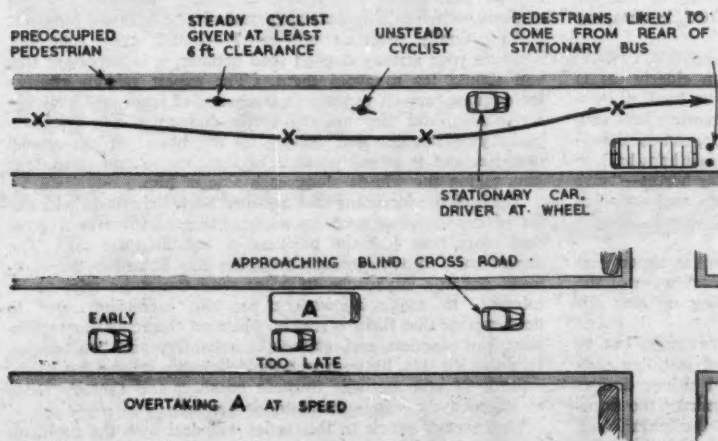 PREOCCUPIED
PEDESTRIAN
STEADY CYCLIST
GIVEN AT LEAST
6 ft CLEARANCE
UNSTEADY
CYCLIST
PEDESTRIANS LIKELY TO
COME FROM REAR OF
STATIONARY BUS
STATIONARY CAR.
DRIVER AT WHEEL
APPROACHING BLIND CROSS ROAD
EARLY
A
TOO LATE
OVERTAKING A AT SPEED